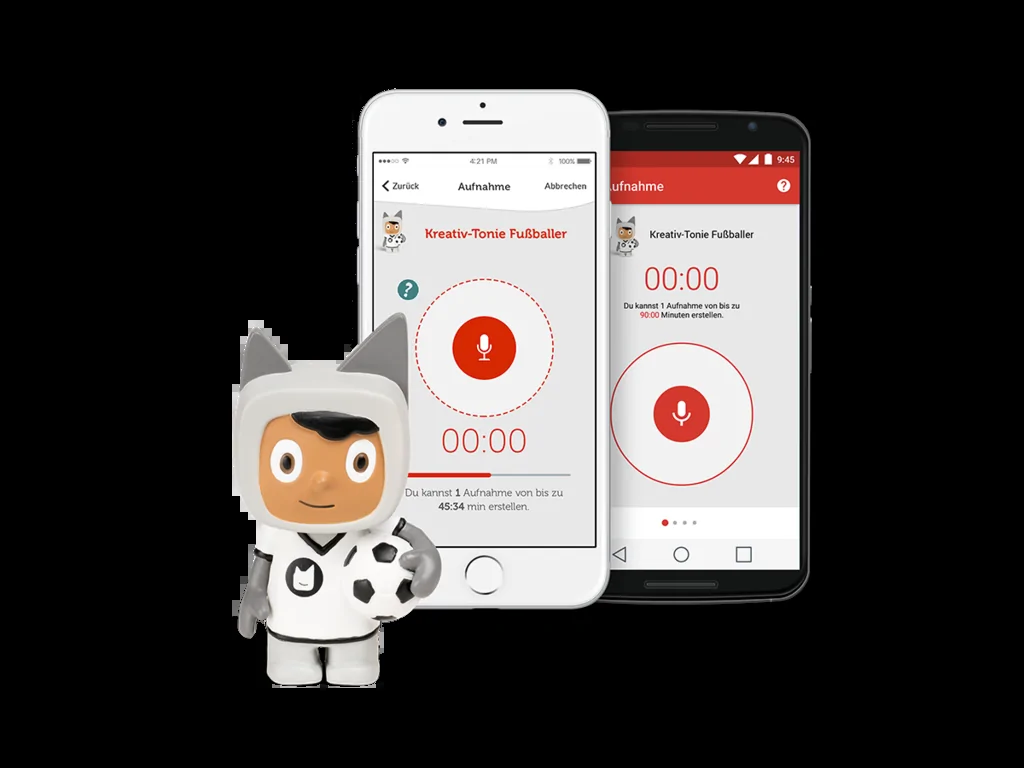 4:21 PM
100%
Zurück
Aufnahme
Abbrechen
Kreativ-Tonie Fußballer
?
00:00
Du kannst 1 Aufnahme von bis zu
45:34 min erstellen.
9:45
ufnahme
?
Kreativ-Tonie Fußballer
00:00
Du kannst 1 Aufnahme von bis zu
90:00 Minuten erstellen.